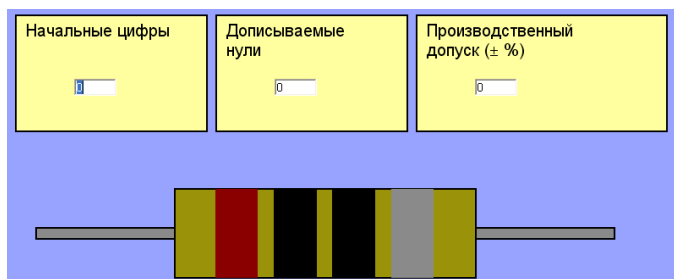 Начальные цифры
0
Дописываемые
нули
0
Производственный
допуск (± %)
0